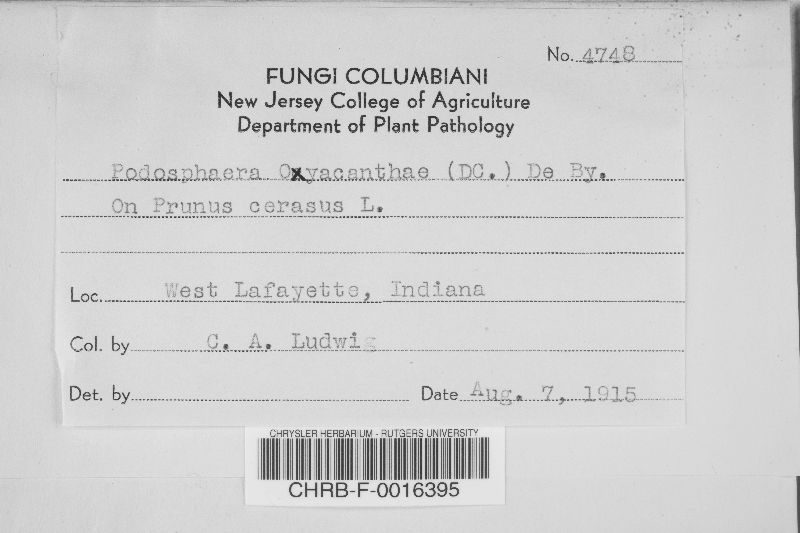 No. 4748
FUNGI COLUMBIANI
New Jersey College of Agriculture
Department of Plant Pathology
Podosphaera Oxyacanthae (DC.) De By.
On Prunus cerasus L.
Loc. West Lafayette, Indiana
Col. by C. A. Ludwig
Det. by
Date Aug. 7, 1915
CHRYSLER HERBARIUM - RUTGERS UNIVERSITY
CHRB-F-0016395